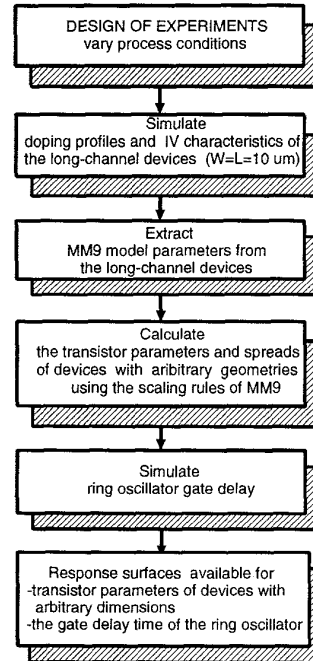 DESIGN OF EXPERIMENTS
vary process conditions
Simulate
doping profiles and IV characteristics of
the long-channel devices (W=L=10 um)
Extract
MM9 model parameters from
the long-channel devices
Calculate
the transistor parameters and spreads
of devices with aribitrary geometries
using the scaling rules of MM9
Simulate
ring oscillator gate delay
Response surfaces available for
-transistor parameters of devices with
arbitrary dimensions
-the gate delay time of the ring oscillator